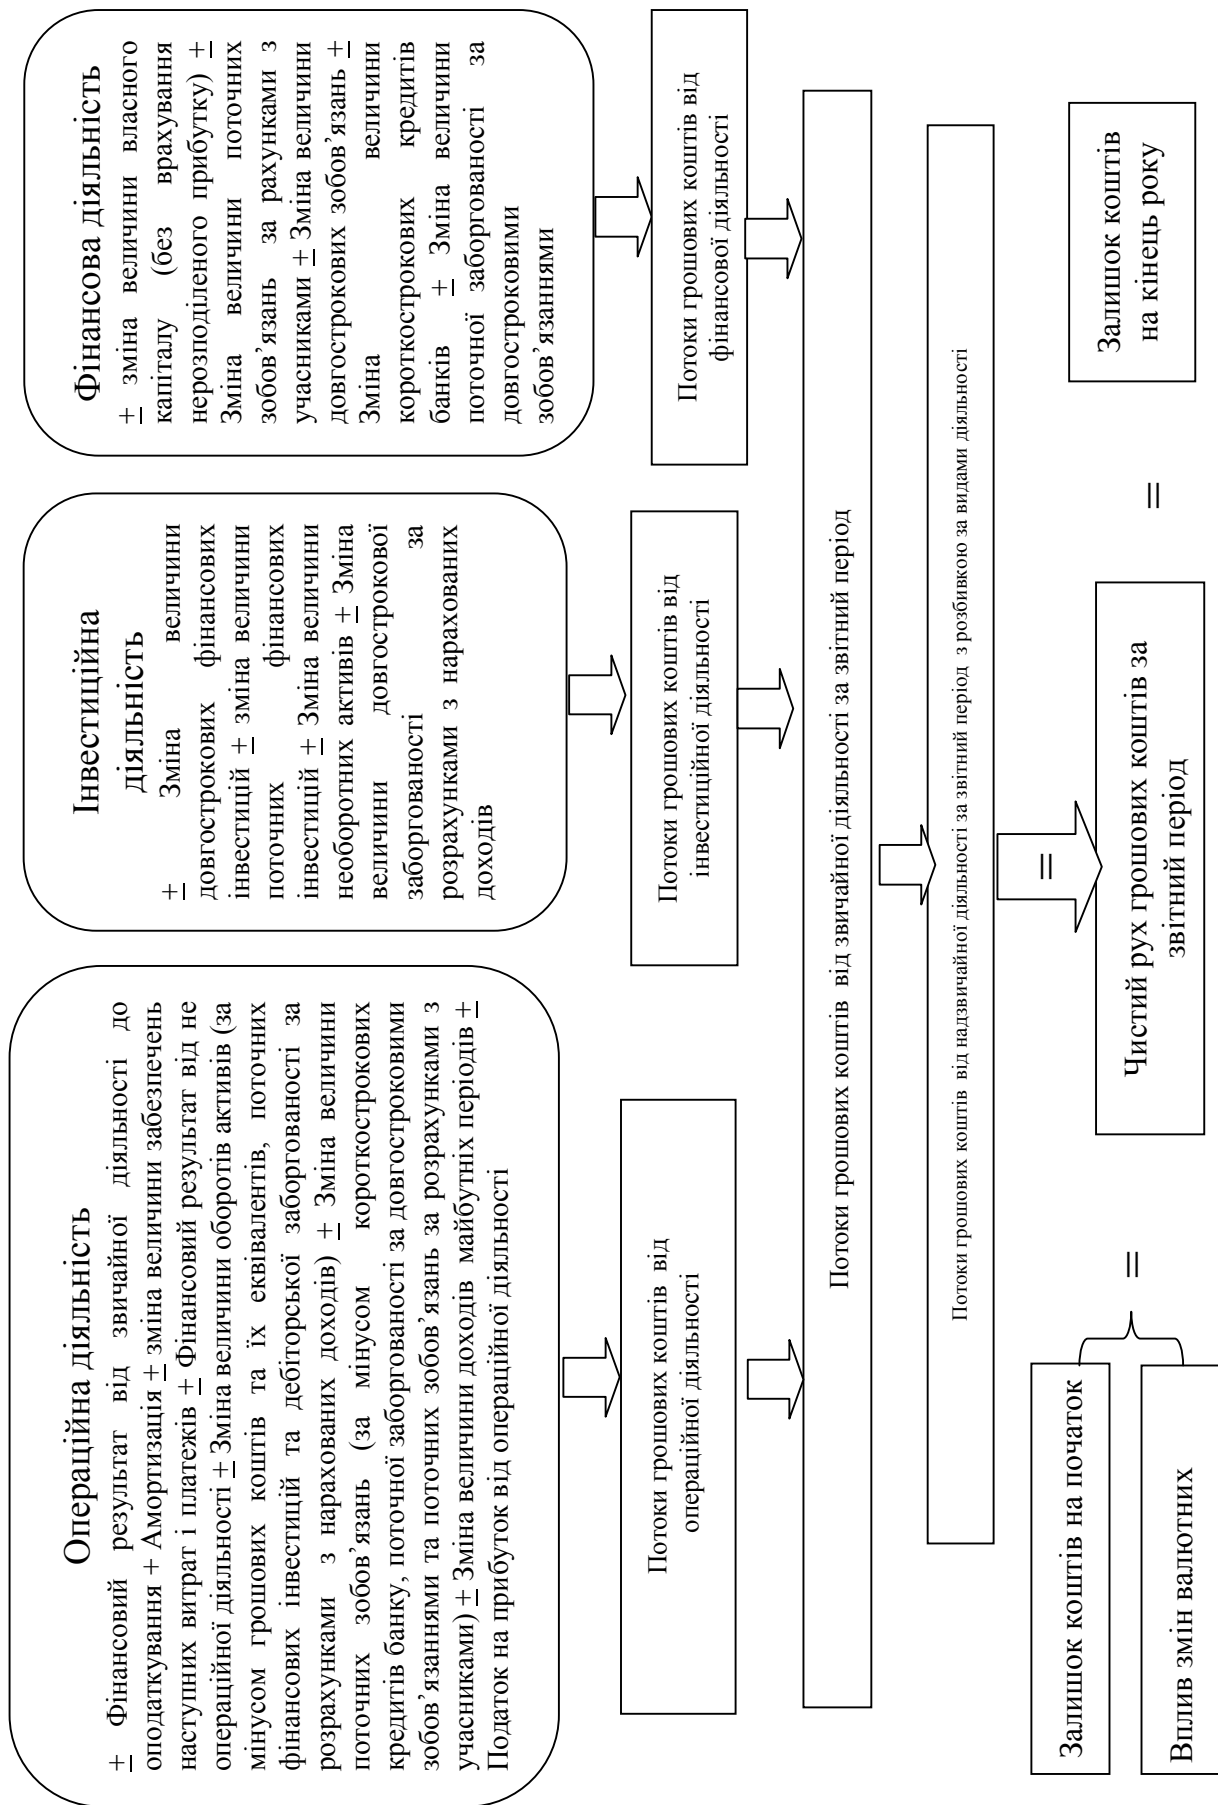 Операційна діяльність
± Фінансовий результат від звичайної діяльності до
оподаткування + Амортизація ± зміна величини забезпечень
наступних витрат і платежів ± Фінансовий результат від не
операційної діяльності ± Зміна величини оборотів активів (за
мінусом грошових коштів та їх еквівалентів, поточних
фінансових інвестицій та дебіторської заборгованості за
розрахунками з нарахованих доходів) ± Зміна величини
поточних зобов’язань (за мінусом короткострокових
кредитів банку, поточної заборгованості за довгостроковими
зобов’язаннями та поточних зобов’язань за розрахунками з
учасниками) ± Зміна величини доходів майбутніх періодів ±
Податок на прибуток від операційної діяльності
Інвестиційна
діяльність
± Зміна величини
довгострокових фінансових
інвестицій ± зміна величини
поточних фінансових
інвестицій ± Зміна величини
необоротних активів ± Зміна
величини довгострокової
заборгованості за
розрахунками з нарахованих
доходів
Фінансова діяльність
± зміна величини власного
капіталу (без врахування
нерозподіленого прибутку) ±
Зміна величини поточних
зобов’язань за рахунками з
учасниками ± Зміна величини
довгострокових зобов’язань ±
Зміна величини
короткострокових кредитів
банків ± Зміна величини
поточної заборгованості за
довгостроковими
зобов’язаннями
Потоки грошових коштів від
операційної діяльності
Потоки грошових коштів від
інвестиційної діяльності
Потоки грошових коштів від
фінансової діяльності
Потоки грошових коштів від звичайної діяльності за звітний період
Потоки грошових коштів від надзвичайної діяльності за звітний період з розбивкою за видами діяльності
=
Залишок коштів на початок
Вплив змін валютних
=
Чистий рух грошових коштів за
звітний період
=
Залишок коштів
на кінець року